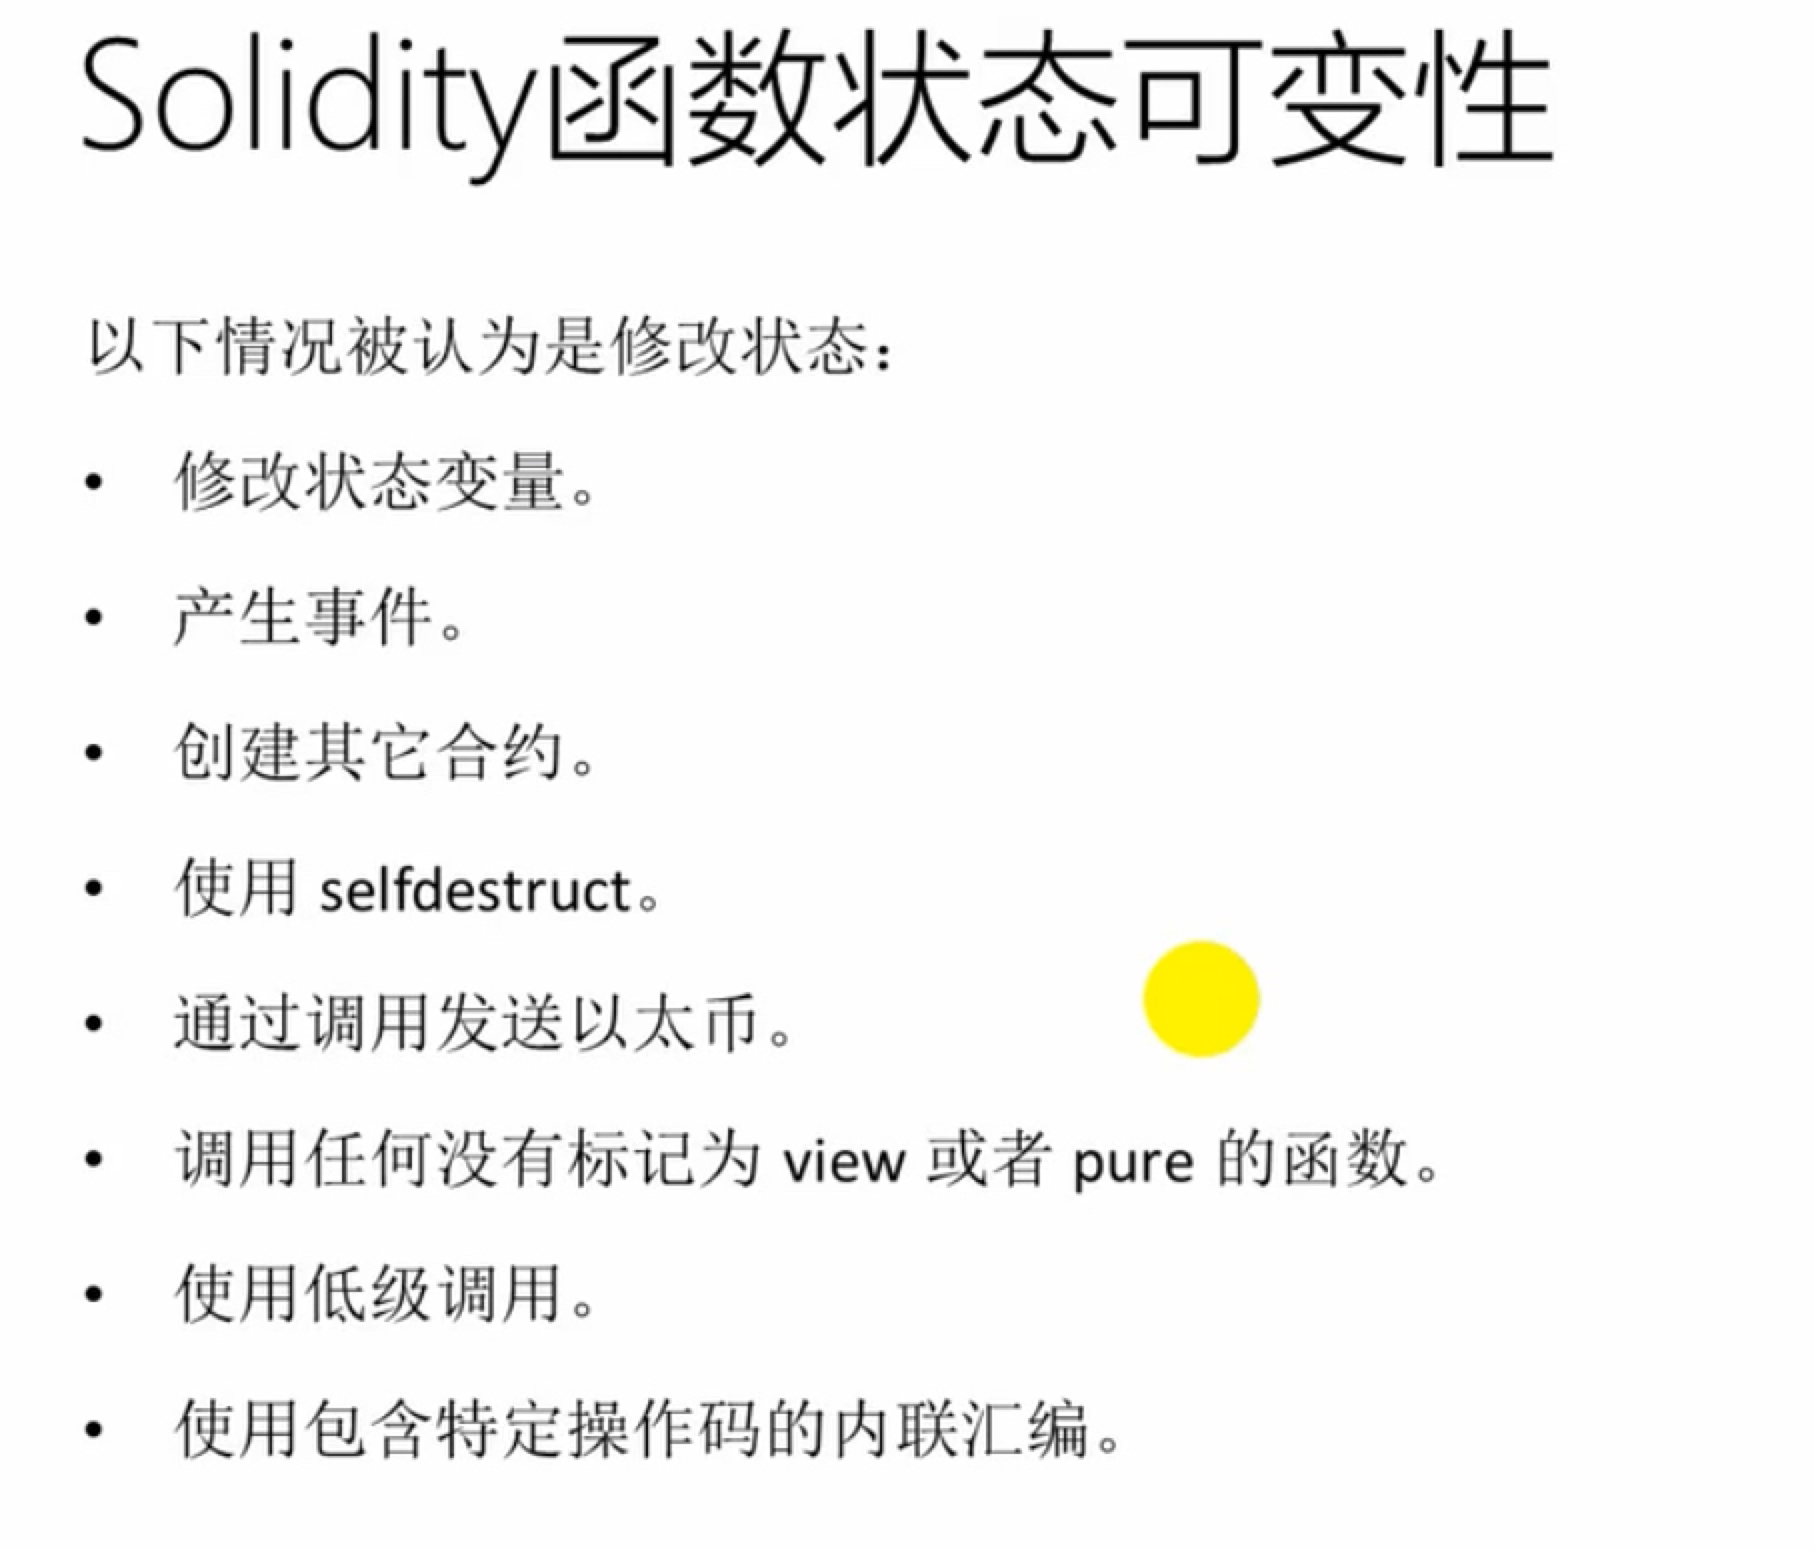 Solidity函数状态可变性
以下情况被认为是修改状态：
• 修改状态变量。
• 产生事件。
• 创建其它合约。
• 使用 selfdestruct。
• 通过调用发送以太币。
• 调用任何没有标记为 view 或者 pure 的函数。
• 使用低级调用。
• 使用包含特定操作码的内联汇编。